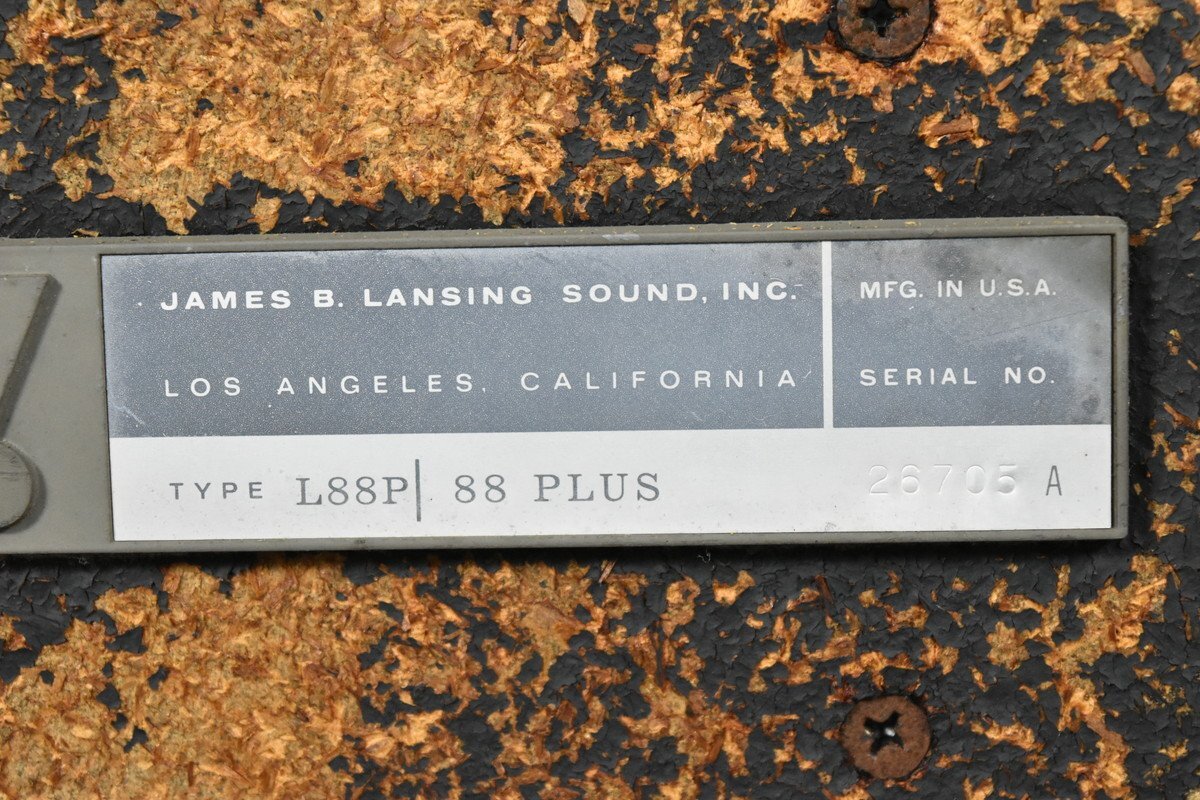 JAMES B. LANSING SOUND, INC.
LOS ANGELES, CALIFORNIA
MFG. IN U.S.A.
SERIAL NO.
TYPE L88P| 88 PLUS
26705 A